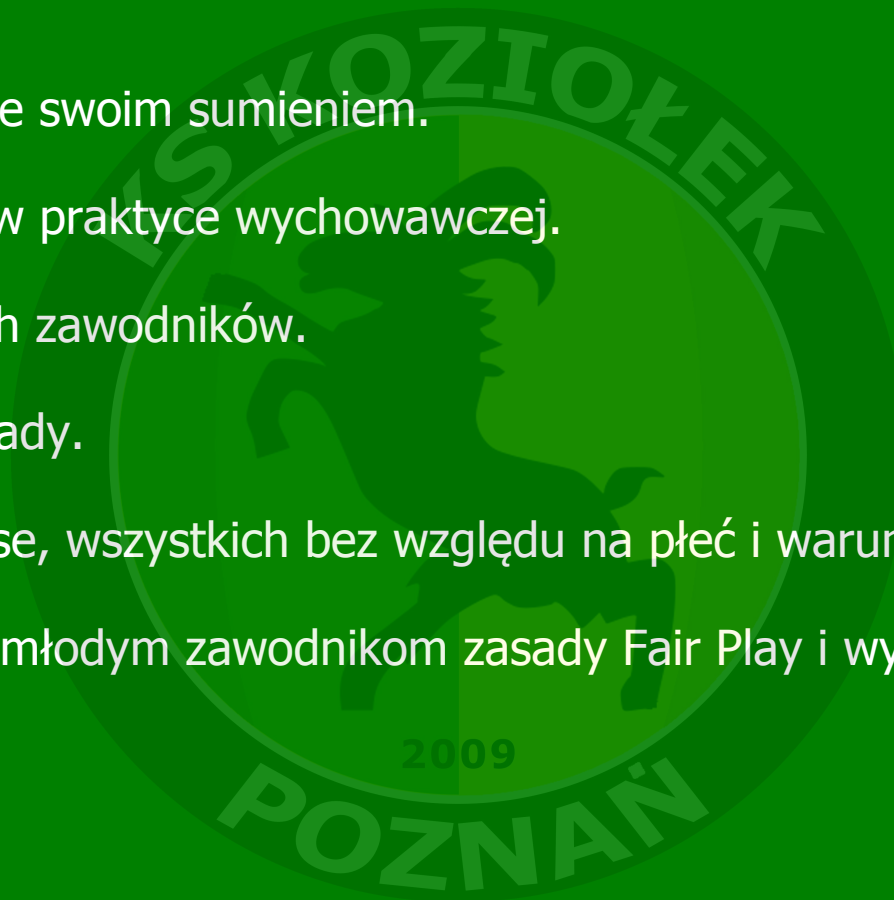 KS KOZIOŁEK
e swoim sumieniem.
w praktyce wychowawczej.
h zawodników.
ady.
se, wszystkich bez względu na płeć i warun
młodym zawodnikom zasady Fair Play i wy
2009
POZNAŃ